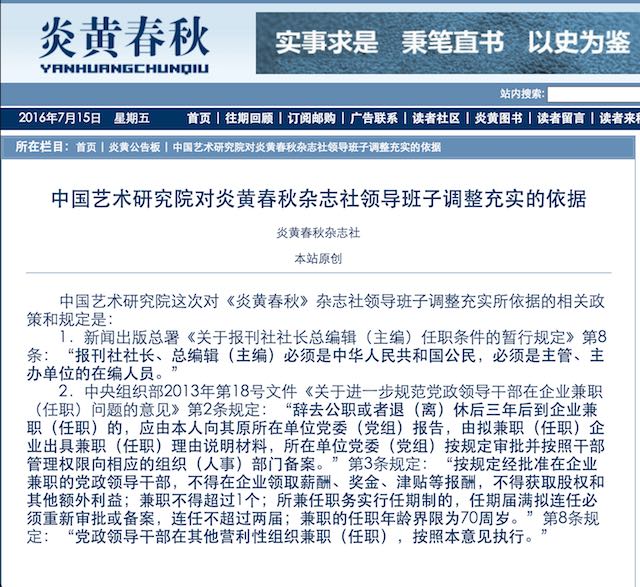 炎黄春秋
YANHUANGCHUNQIU
实事求是 秉笔直书 以史为鉴
站内搜索:
2016年7月15日 星期五 首页 | 往期回顾 | 订阅邮购 | 广告联系 | 读者社区 | 炎黄图书 | 读者留言 | 读者来稿
所在栏目： 首页 | 炎黄公告板 | 中国艺术研究院对炎黄春秋杂志社领导班子调整充实的依据
中国艺术研究院对炎黄春秋杂志社领导班子调整充实的依据
炎黄春秋杂志社
本站原创
中国艺术研究院这次对《炎黄春秋》杂志社领导班子调整充实所依据的相关政
策和规定是：
1．新闻出版总署《关于报刊社社长总编辑（主编）任职条件的暂行规定》第8
条：“报刊社社长、总编辑（主编）必须是中华人民共和国公民，必须是主管、主
办单位的在编人员。”
2．中央组织部2013年第18号文件《关于进一步规范党政领导干部在企业兼职
（任职）问题的意见》第2条规定：“辞去公职或者退（离）休后三年后到企业兼
职（任职）的，应由本人向其原所在单位党委（党组）报告，由拟兼职（任职）企
业出具兼职（任职）理由说明材料，所在单位党委（党组）按规定审批并按照干部
管理权限向相应的组织（人事）部门备案。”第3条规定：“按规定经批准在企业
兼职的党政领导干部，不得在企业领取薪酬、奖金、津贴等报酬，不得获取股权和
其他额外利益；兼职不得超过1个；所兼任职务实行任期制的，任期届满拟连任必
须重新审批或备案，连任不超过两届；兼职的任职年龄界限为70周岁。”第8条规
定：“党政领导干部在其他营利性组织兼职（任职），按照本意见执行。”